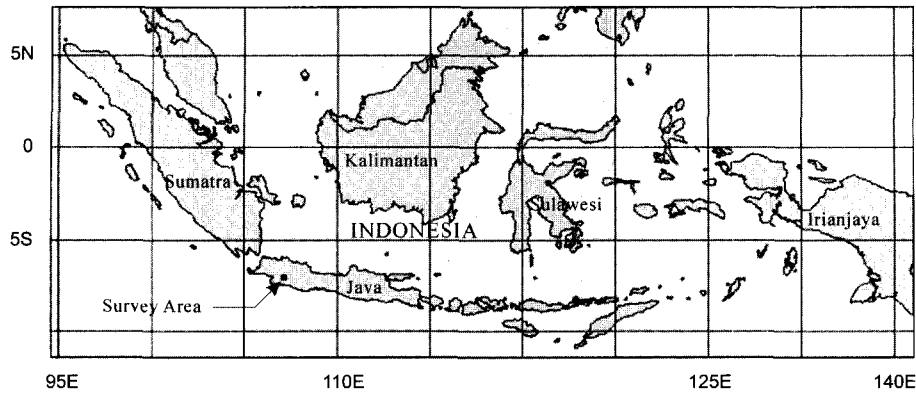 5N
0
Kalimantan
Sumatra
Sulawesi
Irianjaya
INDONESIA
5S
Java
Survey Area
95E 110E 125E 140E